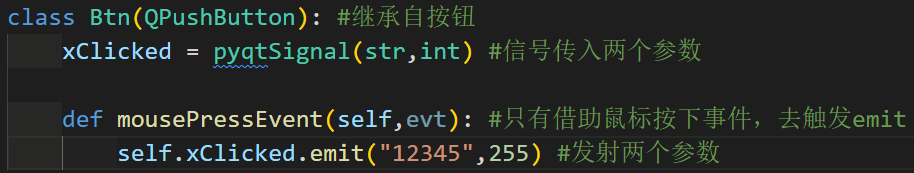 class Btn(QPushButton): #继承自按钮
    xClicked = pyqtSignal(str,int) #信号传入两个参数
    def mousePressEvent(self,evt): #只有借助鼠标按下事件，去触发emit
        self.xClicked.emit("12345",255) #发射两个参数